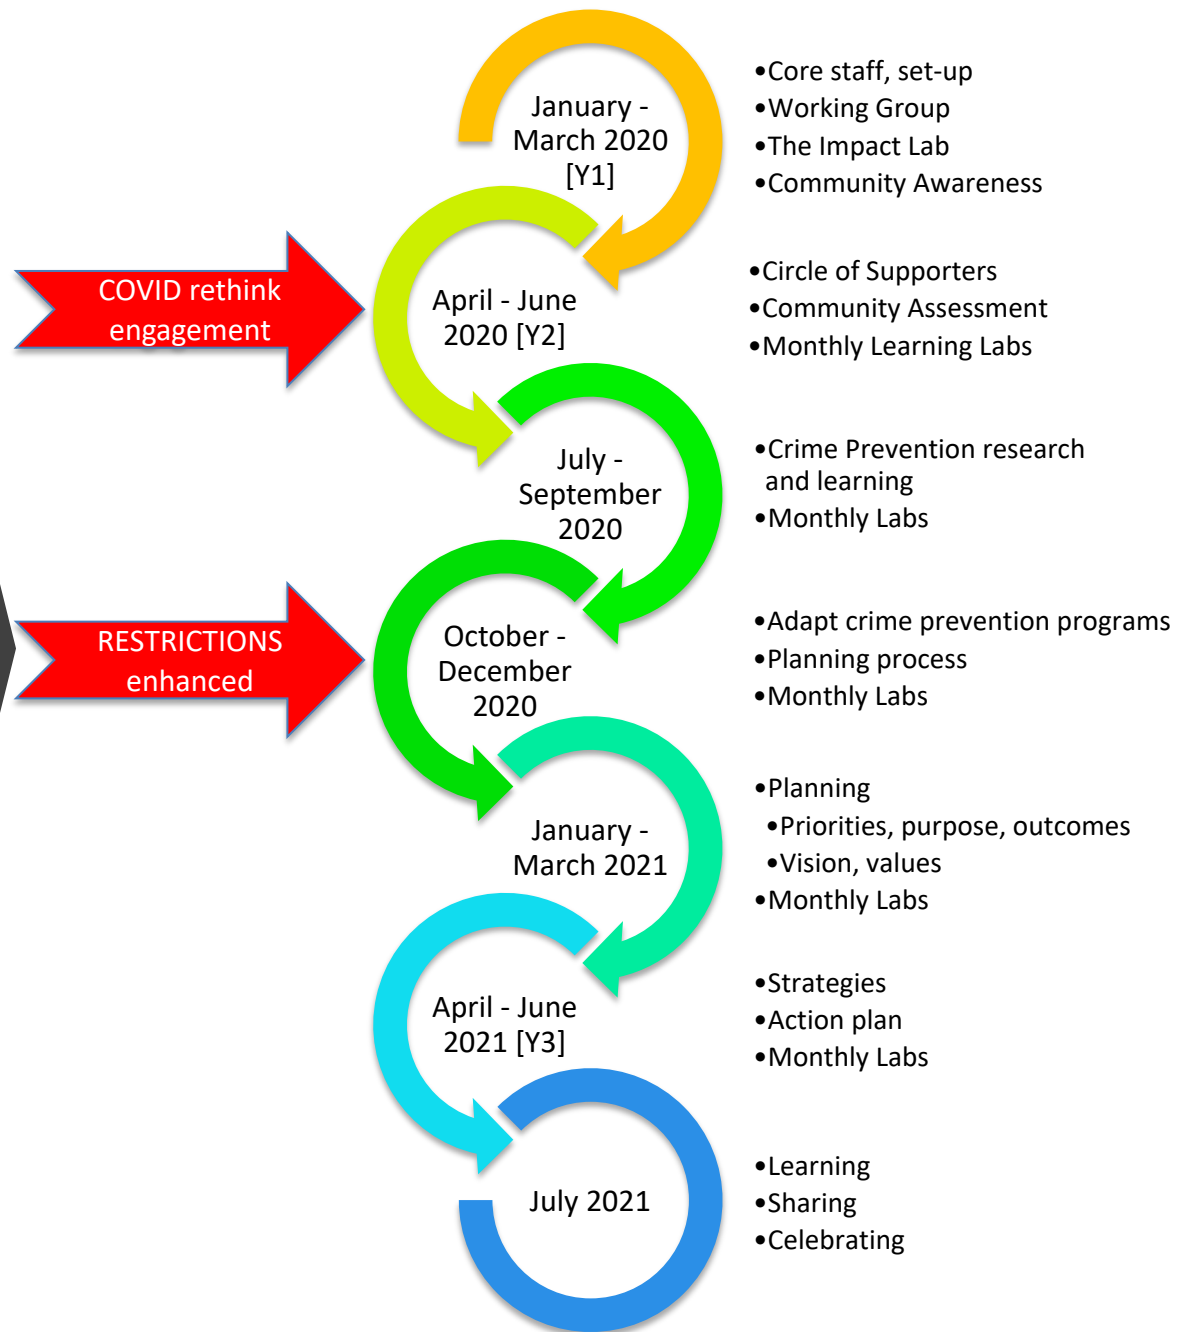 January -
March 2020
[Y1]
•Core staff, set-up
•Working Group
•The Impact Lab
•Community Awareness
COVID rethink
engagement
April - June
2020 [Y2]
•Circle of Supporters
•Community Assessment
•Monthly Learning Labs
July -
September
2020
•Crime Prevention research
and learning
•Monthly Labs
RESTRICTIONS
enhanced
October -
December
2020
•Adapt crime prevention programs
•Planning process
•Monthly Labs
January -
March 2021
•Planning
•Priorities, purpose, outcomes
•Vision, values
•Monthly Labs
April - June
2021 [Y3]
•Strategies
•Action plan
•Monthly Labs
July 2021
•Learning
•Sharing
•Celebrating